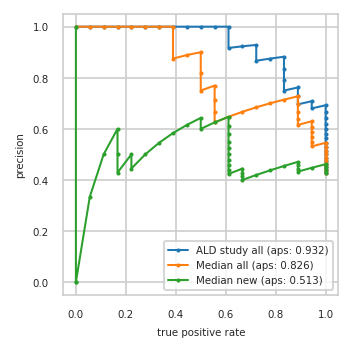 1.0
0.8
0.6
0.4
0.2
0.0
precision
ALD study all (aps: 0.932)
Median all (aps: 0.826)
Median new (aps: 0.513)
0.0 0.2 0.4 0.6 0.8 1.0
true positive rate